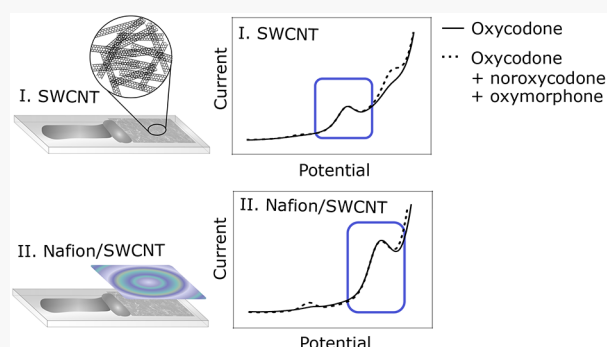 I. SWCNT
Current
I. SWCNT
Potential
Oxycodone
Oxycodone
+ noroxycodone
+ oxymorphone
II. Nafion/SWCNT
Current
II. Nafion/SWCNT
Potential